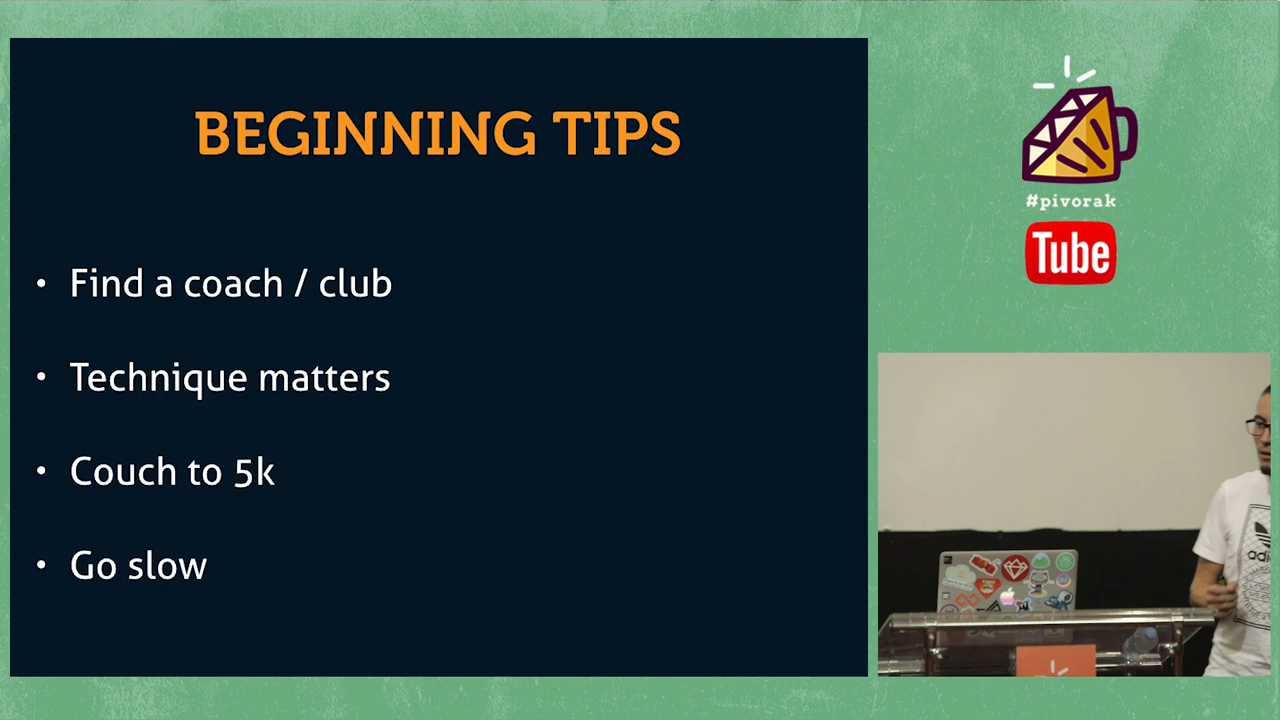 BEGINNING TIPS
• Find a coach / club
• Technique matters
• Couch to 5k
• Go slow
#pivorak
Tube